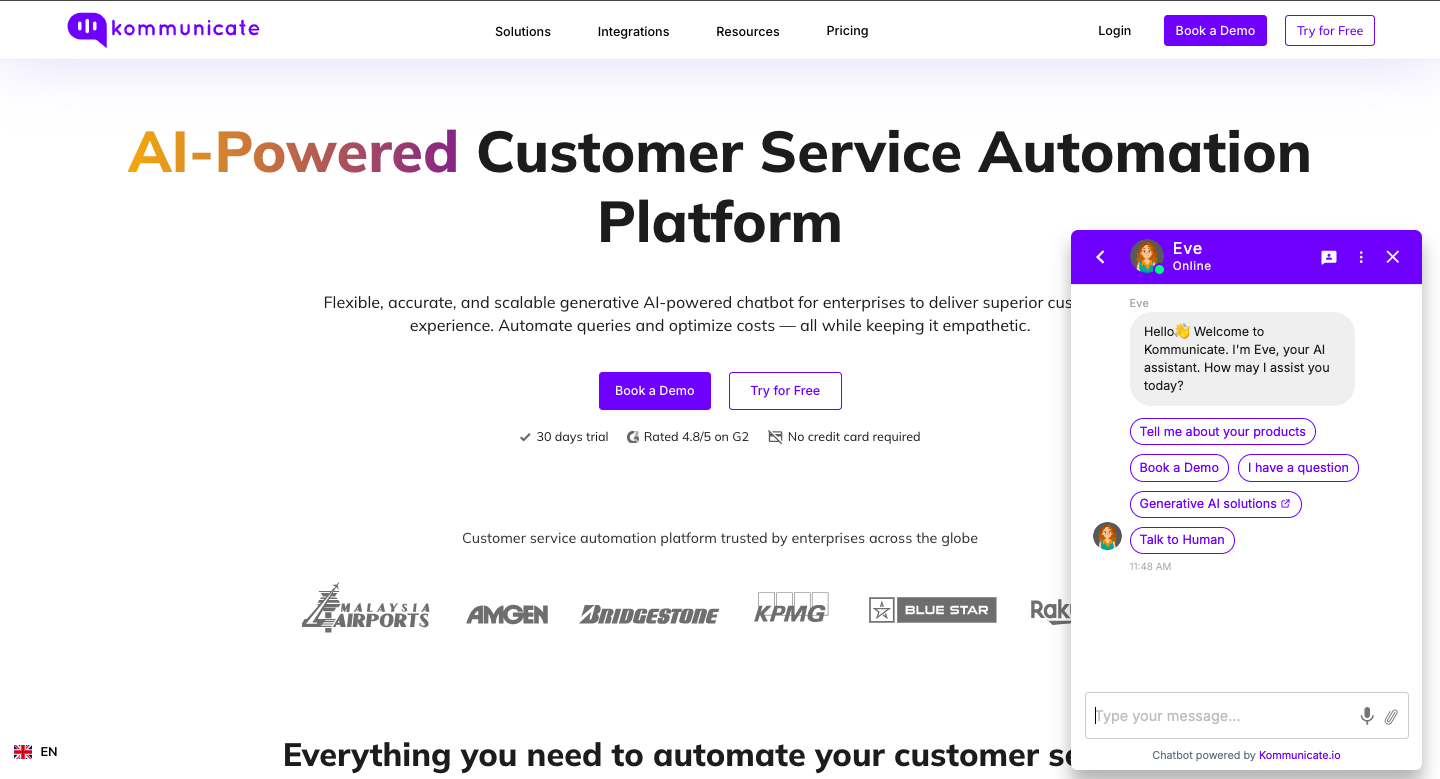 kommunicate
Solutions
Integrations
Resources
Pricing
Login
Book a Demo
Try for Free
AI-Powered Customer Service Automation
Platform
Flexible, accurate, and scalable generative AI-powered chatbot for enterprises to deliver superior
experience. Automate queries and optimize costs — all while keeping it empathetic.
Book a Demo
Try for Free
30 days trial
Rated 4.8/5 on G2
No credit card required
Customer service automation platform trusted by enterprises across the globe
MALAYSIA
AIRPORTS
AMGEN
BRIDGESTONE
KPMG
BLUE STAR
Everything you need to automate your customer
EN
Eve
Online
Eve
Hello👋 Welcome to
Kommunicate. I'm Eve, your AI
assistant. How may I assist you
today?
Tell me about your products
Book a Demo
I have a question
Generative AI solutions
Talk to Human
11:48 AM
Type your message...
Chatbot powered by Kommunicate.io